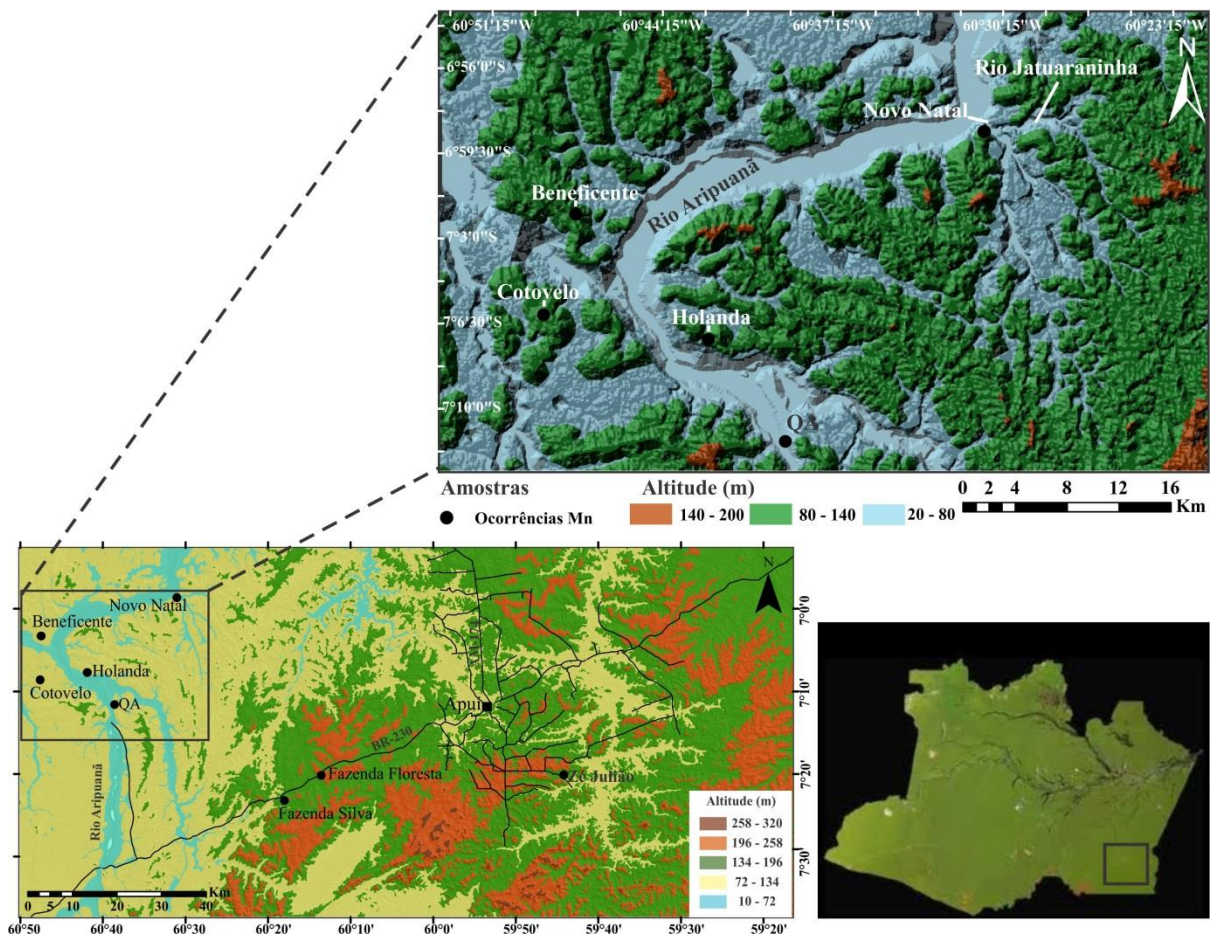 60°51'15"W 60°44'15"W 60°37'15"W 60°30'15"W 60°23'15"W
N
6°56'0"S
Rio Jatuaraninha
Novo Natal
6°59'30"S
Beneficente
Rio Aripuanã
7°3'0"S
Cotovelo
7°6'30"S
Holanda
7°10'0"S
QA
Amostras
Ocorrências Mn
Altitude (m)
140 - 200
80 - 140
20 - 80
0 2 4 8 12 16
Km
N
Novo Natal
7°0'
Beneficente
Holanda
Cotovelo
QA
7°10'
Apuí
BR-230
Fazenda Floresta
Zé Julião
7°20'
Fazenda Silva
Rio Aripuanã
Altitude (m)
258 - 320
196 - 258
134 - 196
72 - 134
10 - 72
7°30'
Km
0 5 10 20 30 40
60°50' 60°40' 60°30' 60°20' 60°10' 60°0' 59°50' 59°40' 59°30' 59°20'